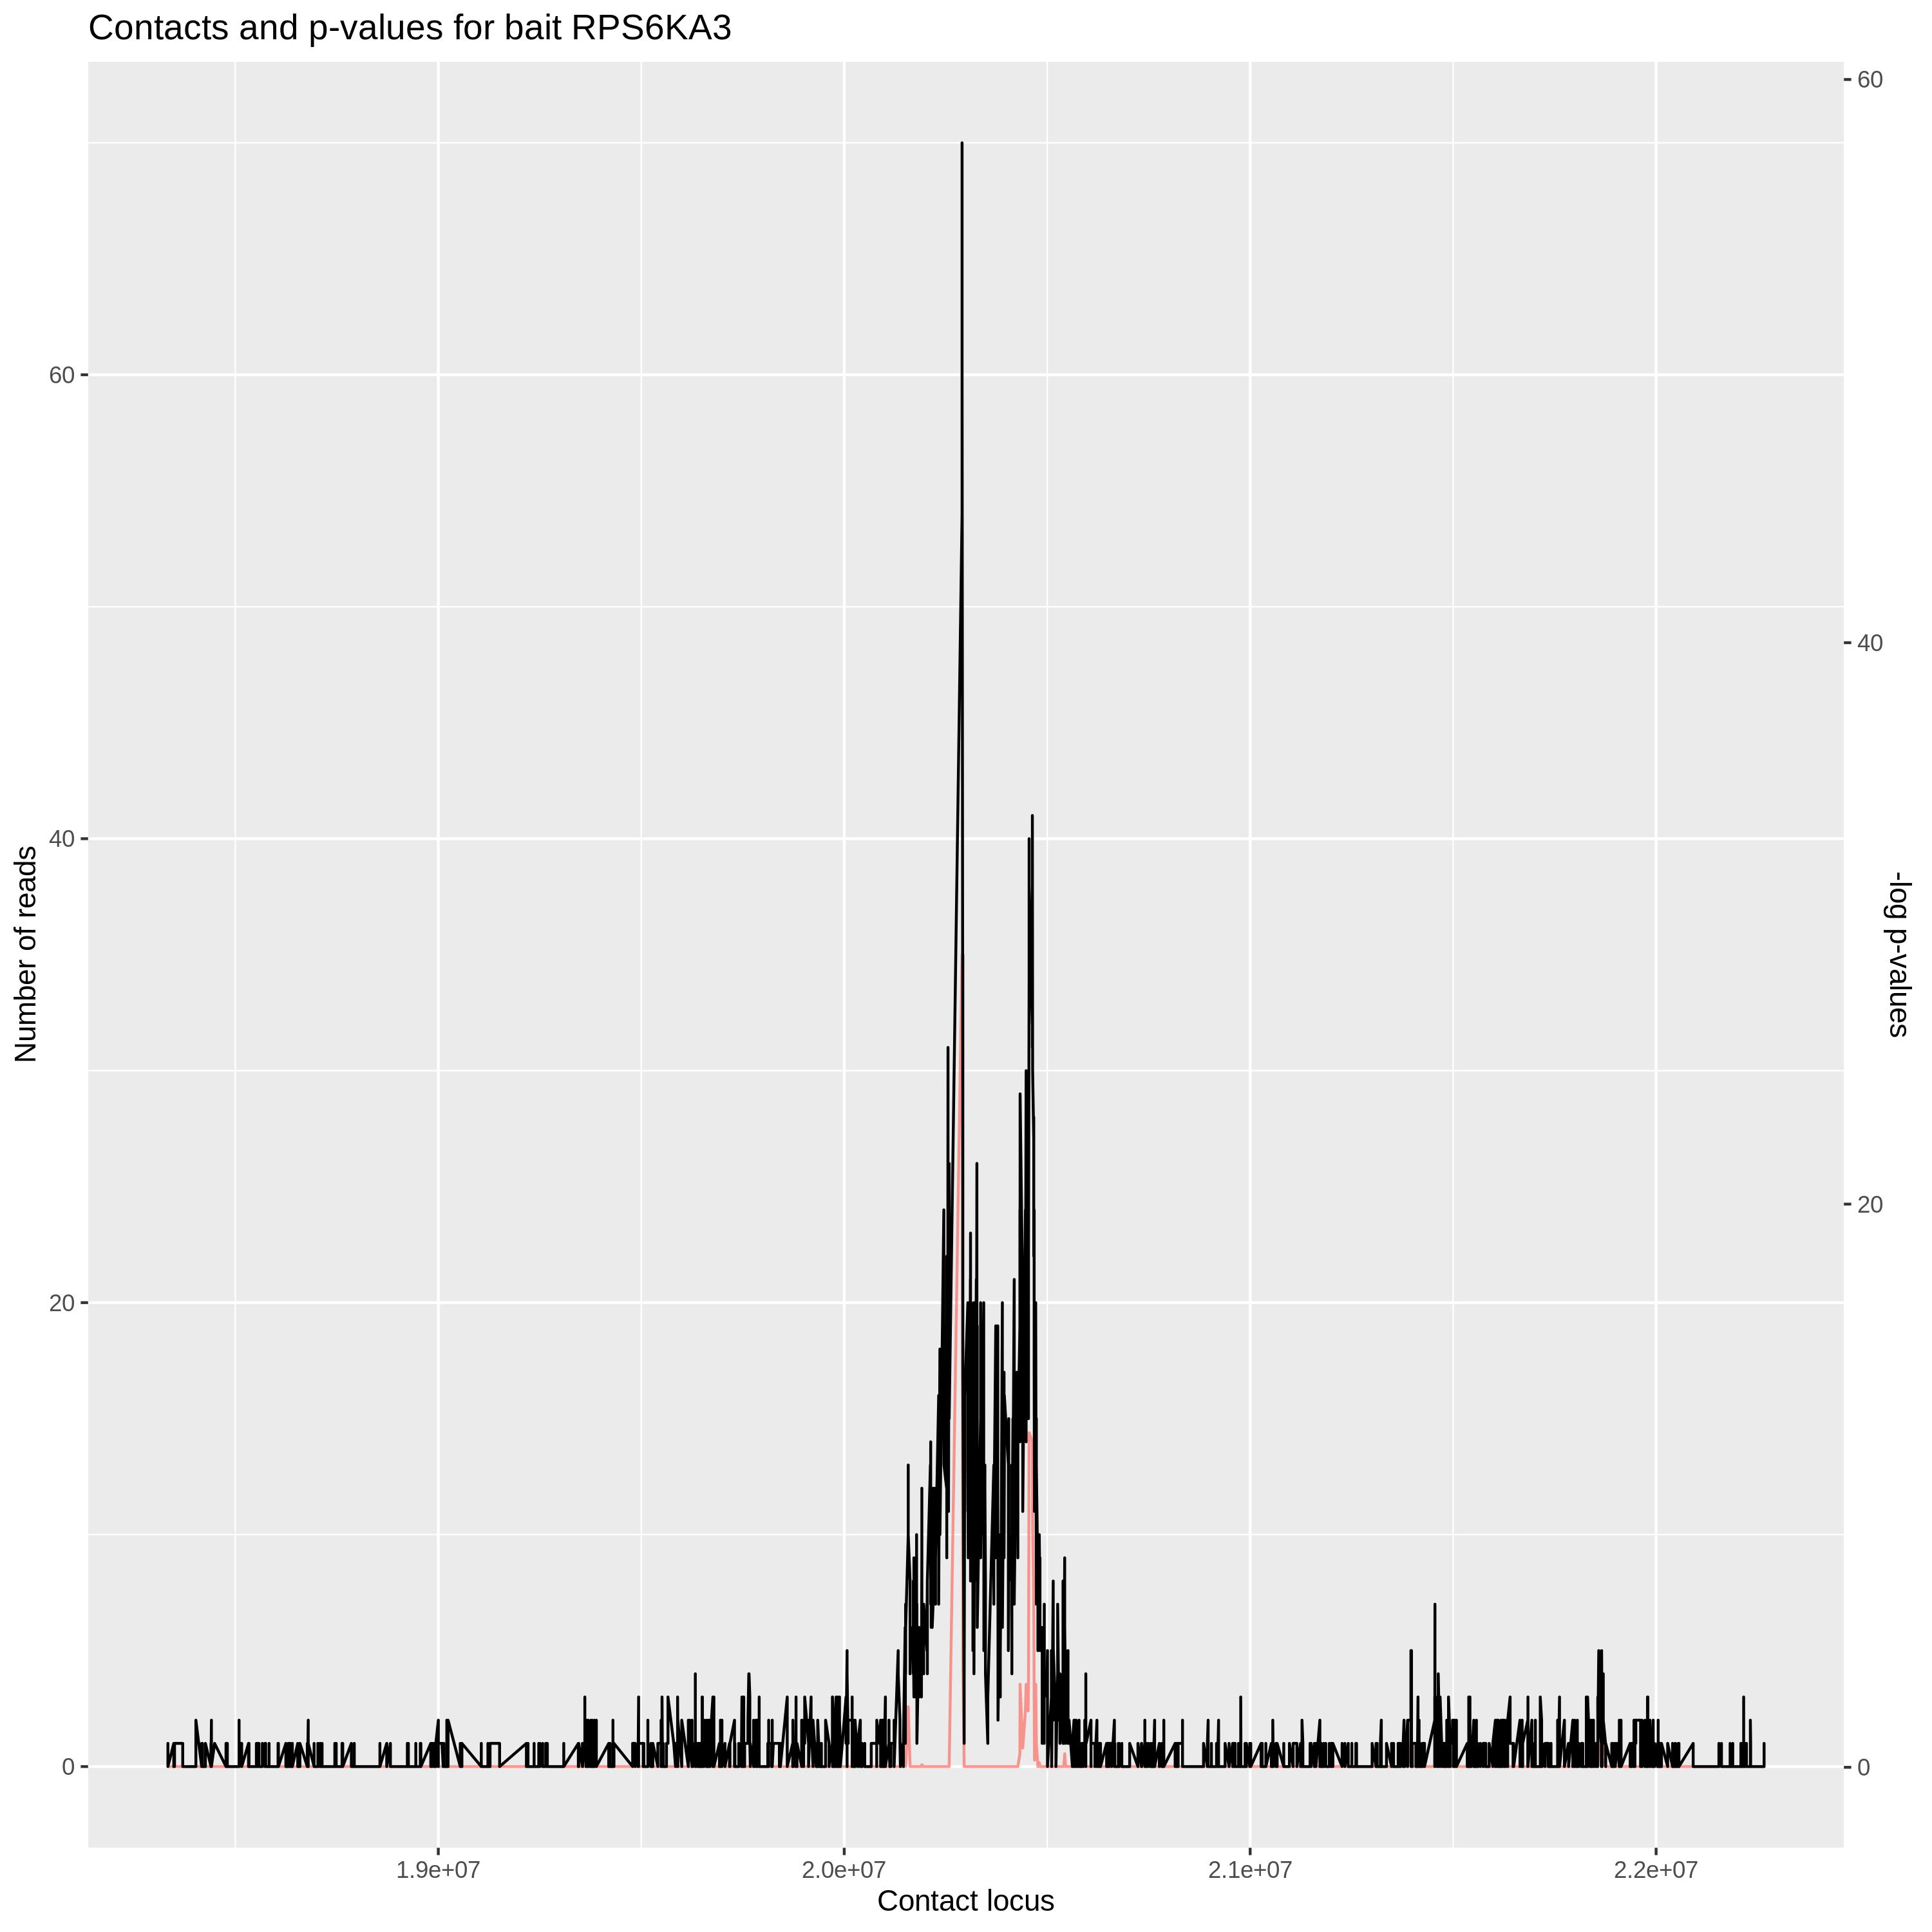 Contacts and p-values for bait RPS6KA3
60
40
20
0
Number of reads
60
40
20
0
-log p-values
1.9e+07 2.0e+07 2.1e+07 2.2e+07
Contact locus